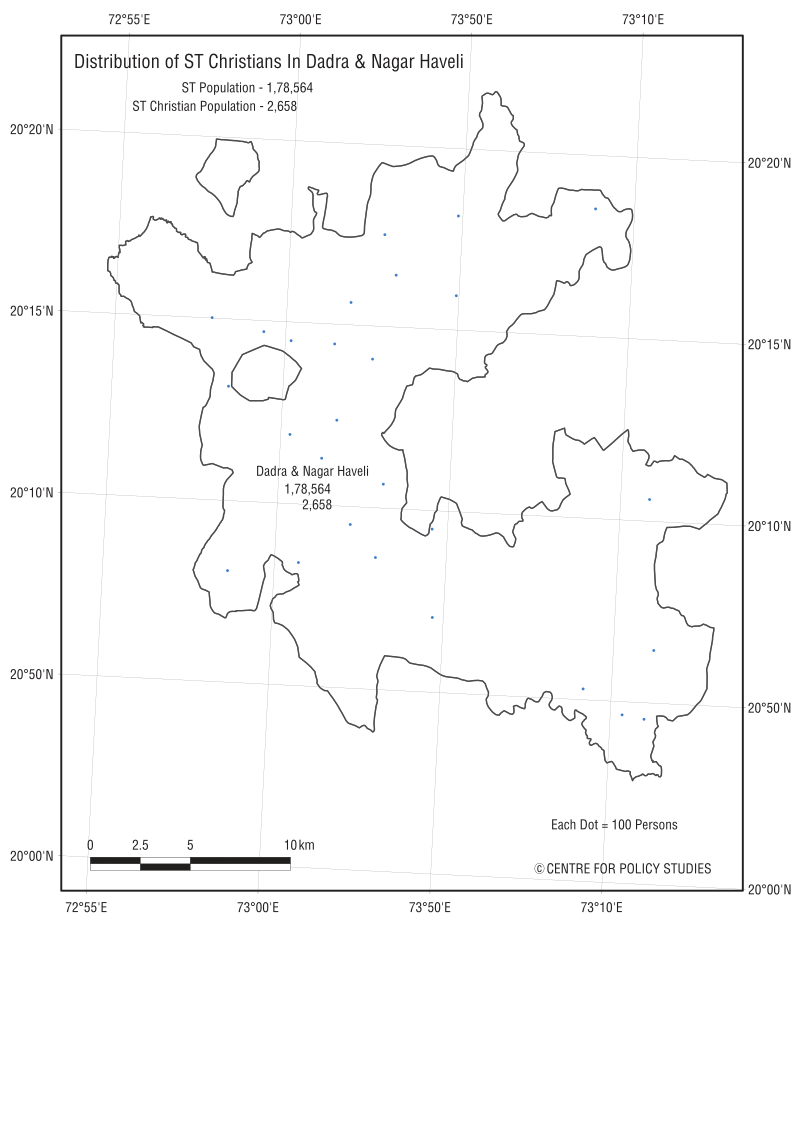 72°55'E 73°00'E 73°50'E 73°10'E
Distribution of ST Christians In Dadra & Nagar Haveli
ST Population - 1,78,564
ST Christian Population - 2,658
20°20'N
20°20'N
20°15'N
20°15'N
Dadra & Nagar Haveli
1,78,564
2,658
20°10'N
20°10'N
20°50'N
20°50'N
Each Dot = 100 Persons
0 2.5 5 10 km
20°00'N
© CENTRE FOR POLICY STUDIES
20°00'N
72°55'E 73°00'E 73°50'E 73°10'E